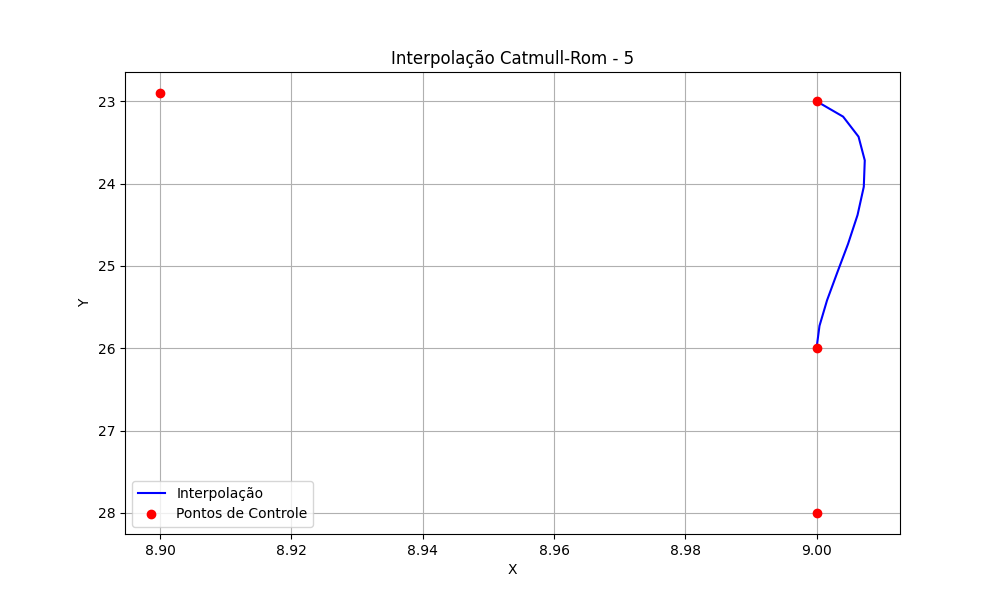 Interpolação Catmull-Rom - 5
23
24
25
26
27
28
Y
Interpolação
Pontos de Controle
8.90 8.92 8.94 8.96 8.98 9.00
X